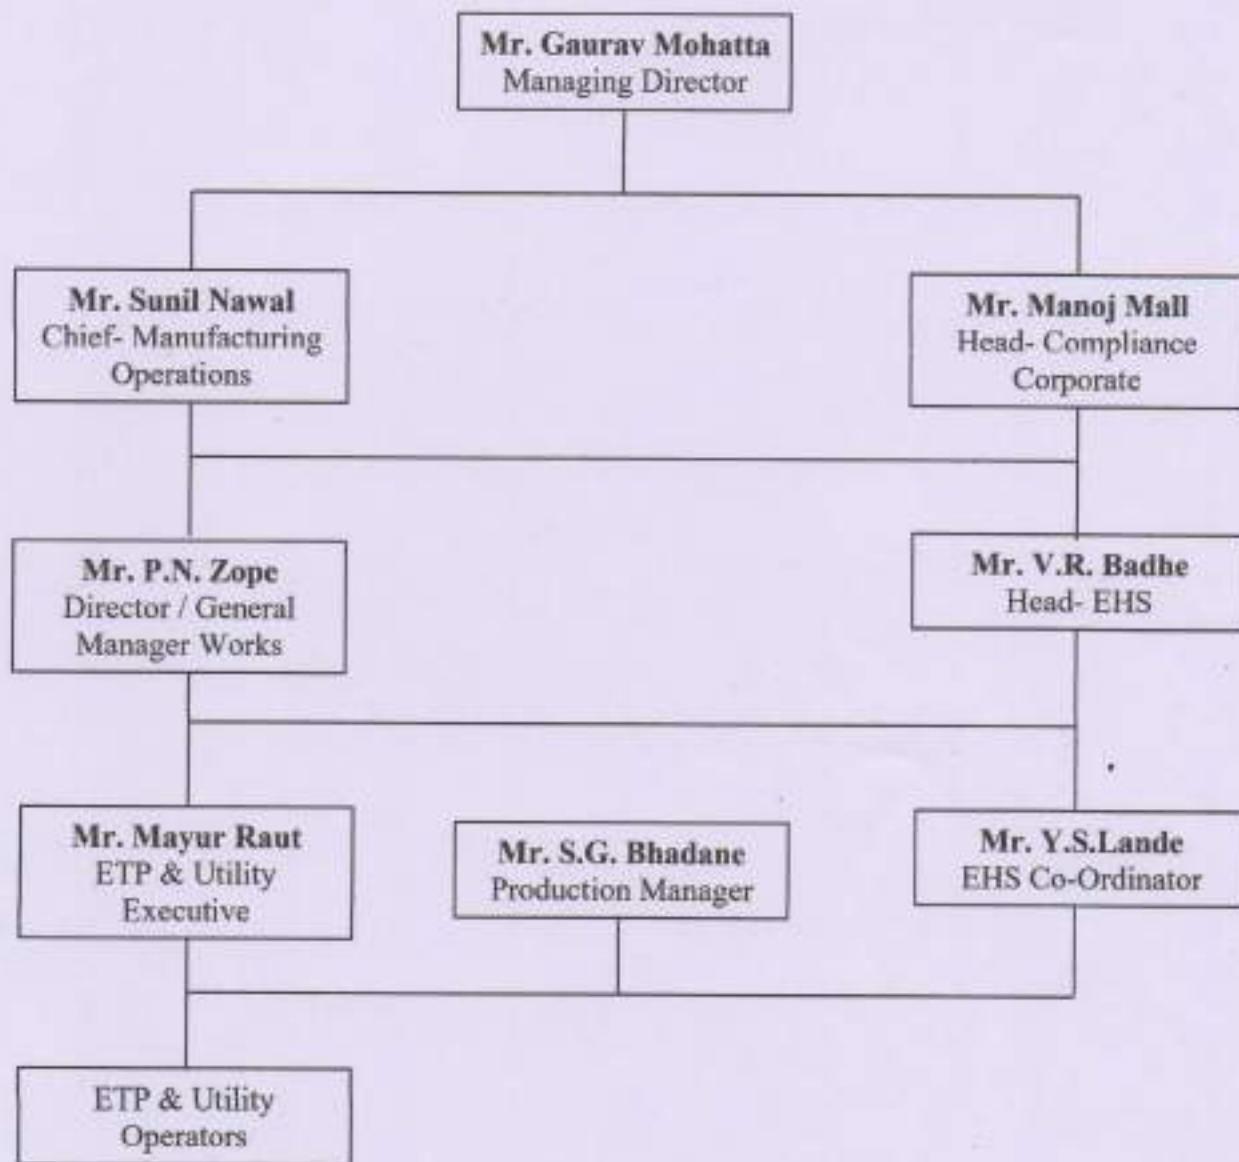 Mr. Gaurav Mohatta
Managing Director
Mr. Sunil Nawal
Chief- Manufacturing
Operations
Mr. Manoj Mall
Head- Compliance
Corporate
Mr. P.N. Zope
Director / General
Manager Works
Mr. V.R. Badhe
Head- EHS
Mr. Mayur Raut
ETP & Utility
Executive
Mr. S.G. Bhadane
Production Manager
Mr. Y.S.Lande
EHS Co-Ordinator
ETP & Utility
Operators